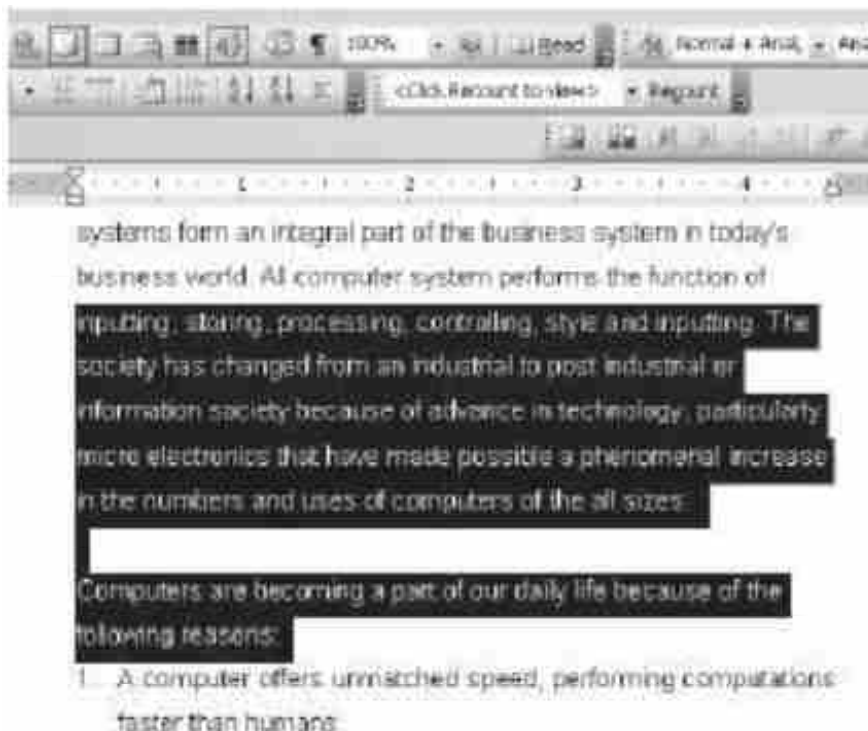 100% Read Normal + Arial,
<Click Recount to view> Recount
1 2 3 4
systems form an integral part of the business system in today's
business world. All computer system performs the function of
inputting, storing, processing, controlling, style and inputting. The
society has changed from an industrial to post industrial or
information society because of advance in technology, particularly
micro electronics that have made possible a phenomenal increase
in the numbers and uses of computers of the all sizes.
Computers are becoming a part of our daily life because of the
following reasons:
1. A computer offers unmatched speed, performing computations
faster than humans.